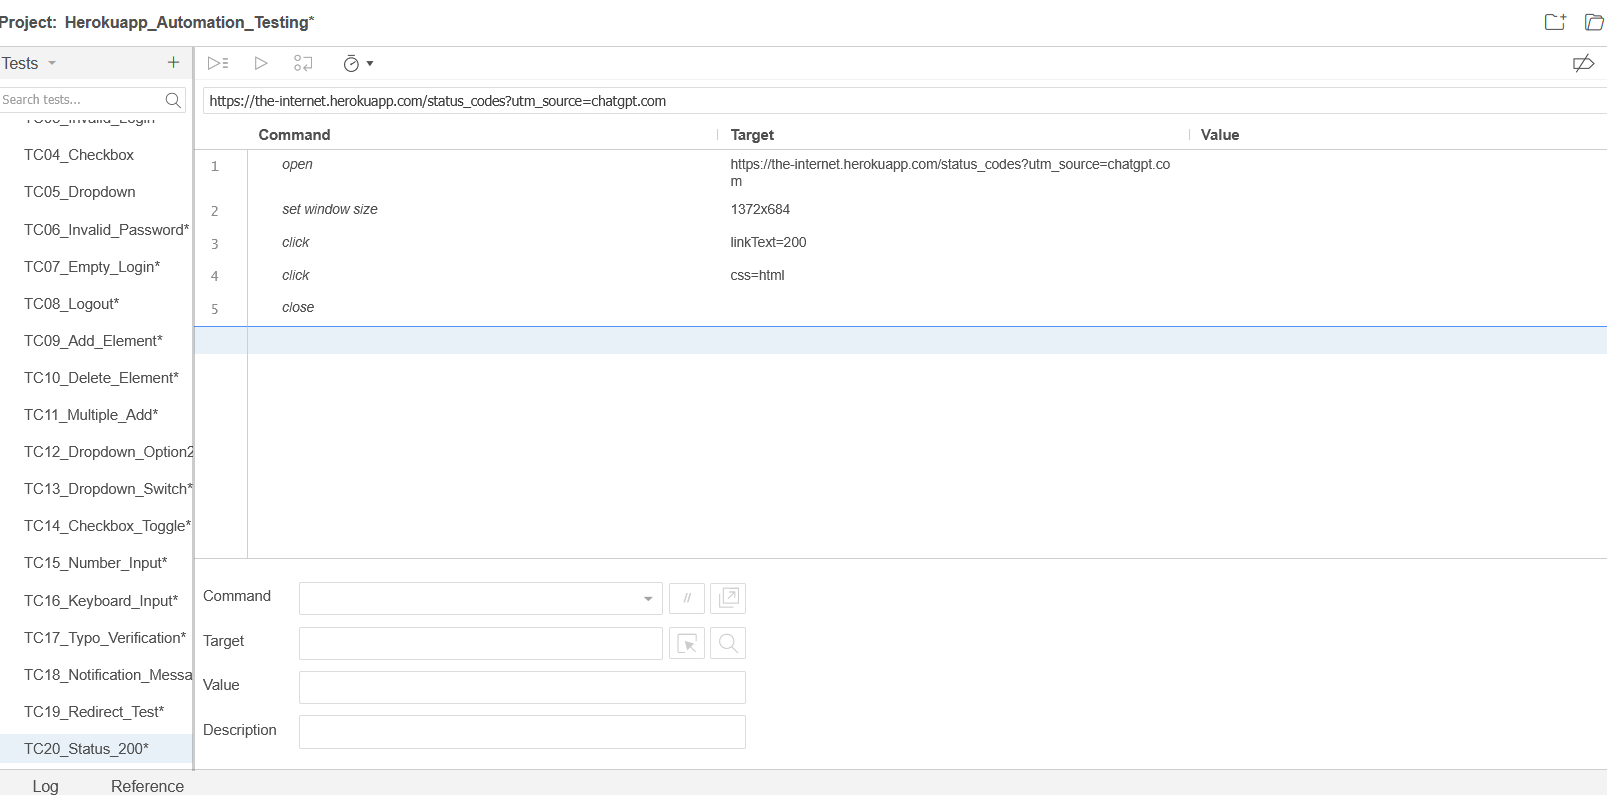 Project: Herokuapp_Automation_Testing*
Tests
Search tests...
TC03_Invalid_Login
TC04_Checkbox
TC05_Dropdown
TC06_Invalid_Password*
TC07_Empty_Login*
TC08_Logout*
TC09_Add_Element*
TC10_Delete_Element*
TC11_Multiple_Add*
TC12_Dropdown_Option2
TC13_Dropdown_Switch*
TC14_Checkbox_Toggle*
TC15_Number_Input*
TC16_Keyboard_Input*
TC17_Typo_Verification*
TC18_Notification_Messa
TC19_Redirect_Test*
TC20_Status_200*
https://the-internet.herokuapp.com/status_codes?utm_source=chatgpt.com
Command Target Value
1 open https://the-internet.herokuapp.com/status_codes?utm_source=chatgpt.co
m
2 set window size 1372x684
3 click linkText=200
4 click css=html
5 close
Command //
Target
Value
Description
Log Reference